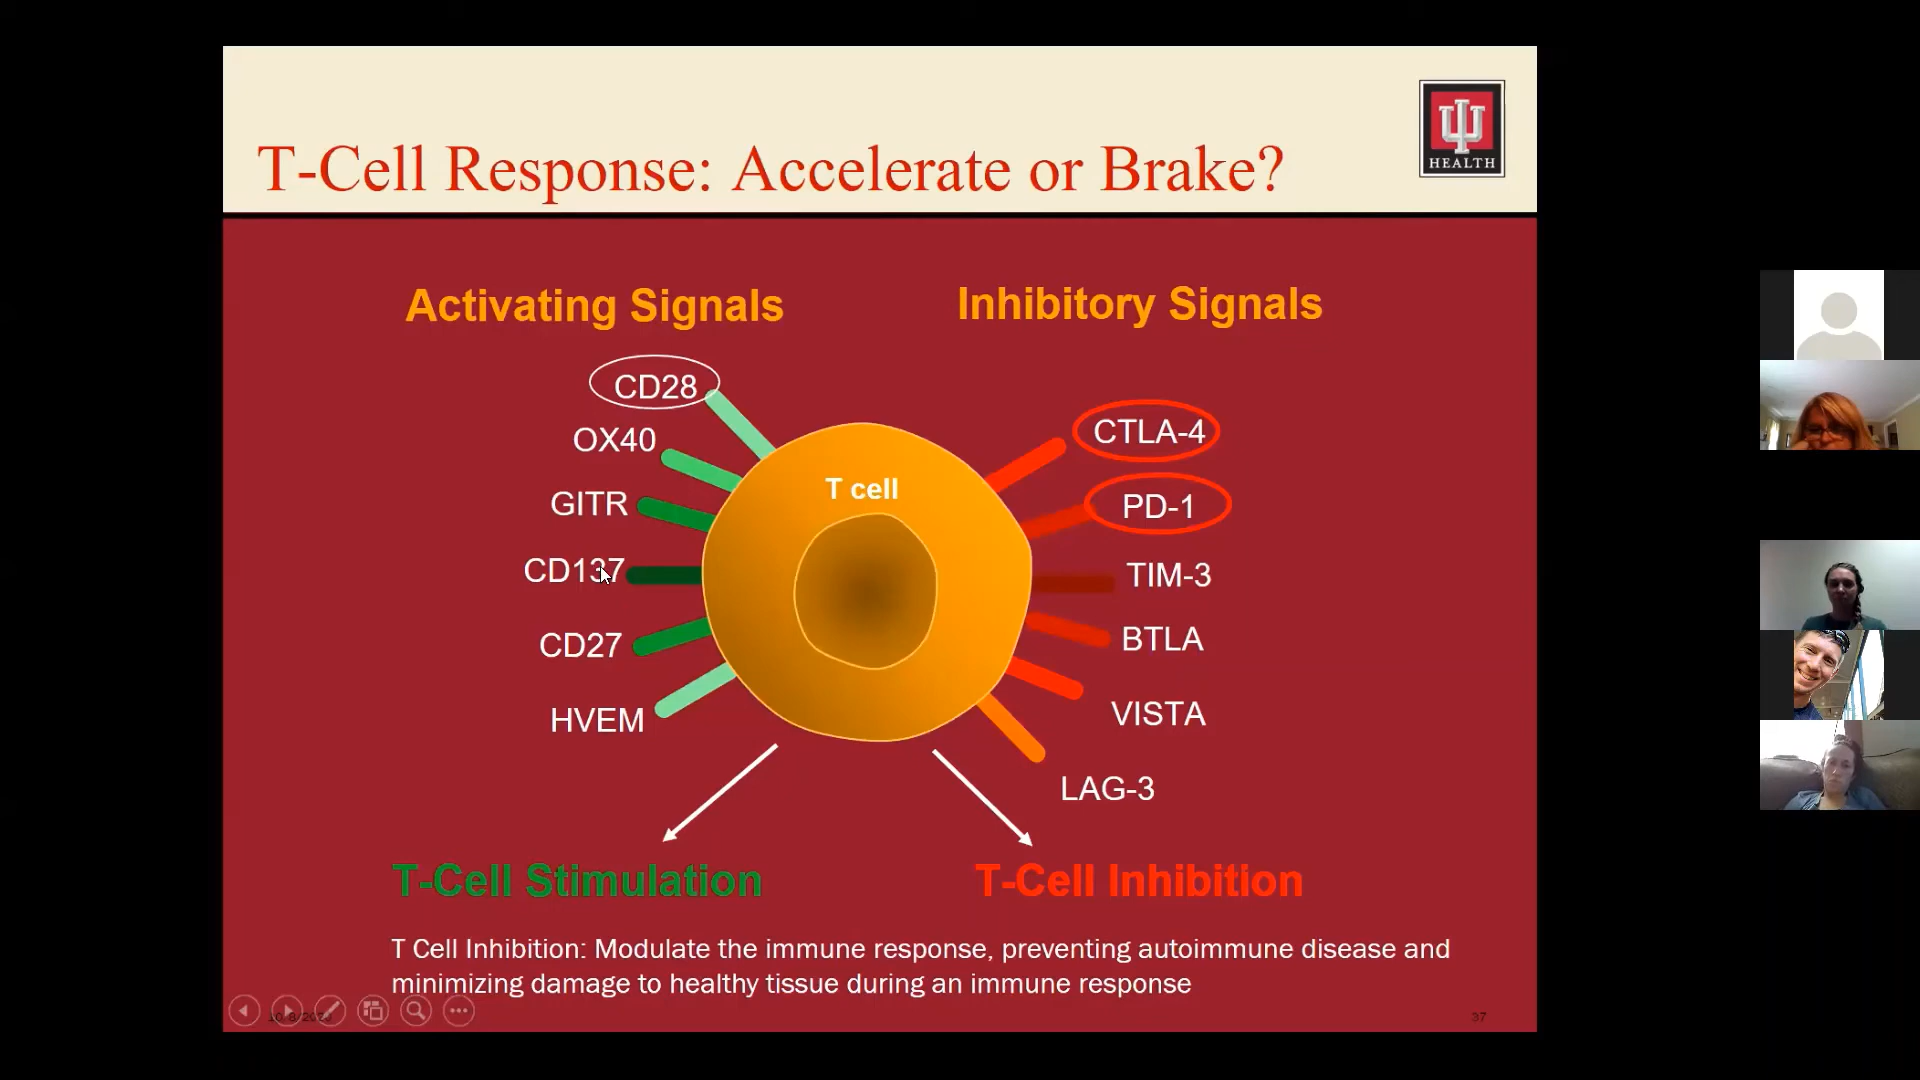 T-Cell Response: Accelerate or Brake?
HEALTH
Activating Signals
Inhibitory Signals
CD28
OX40
GITR
CD137
CD27
HVEM
T cell
CTLA-4
PD-1
TIM-3
BTLA
VISTA
LAG-3
T-Cell Stimulation
T-Cell Inhibition
T Cell Inhibition: Modulate the immune response, preventing autoimmune disease and
minimizing damage to healthy tissue during an immune response
37